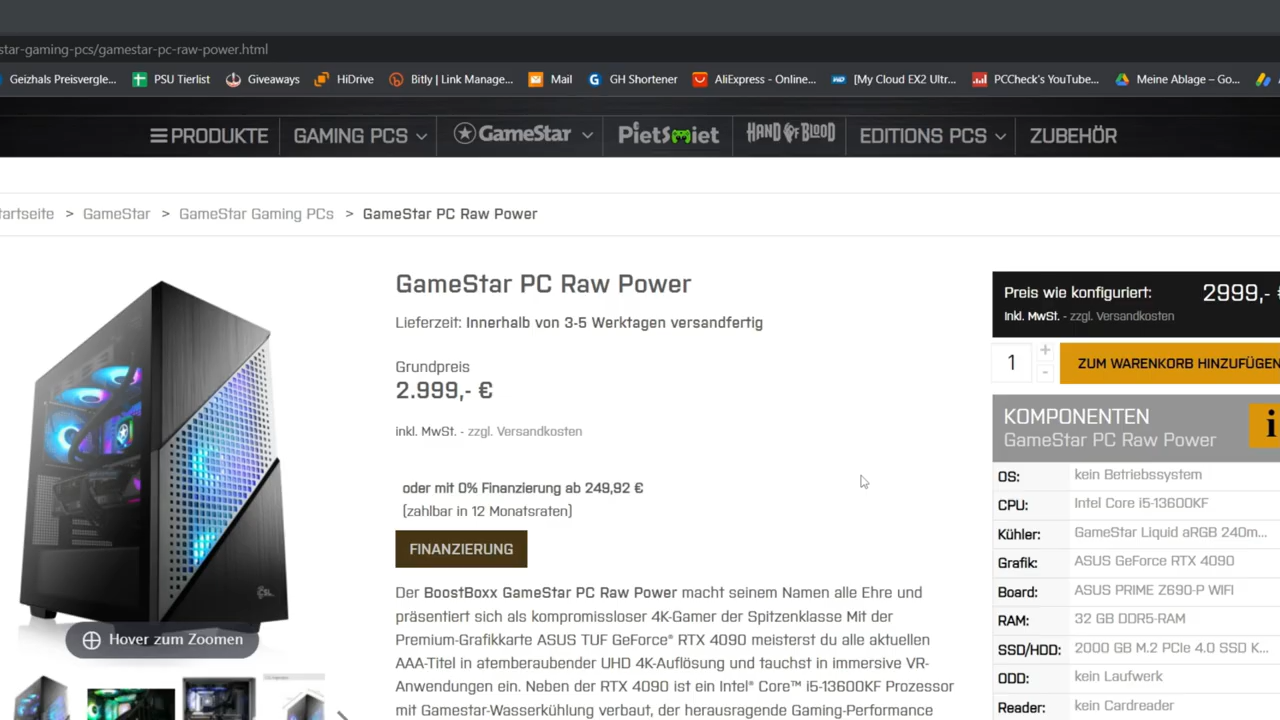 star-gaming-pcs/gamestar-pc-raw-power.html
Geizhals Preisvergle... PSU Tierlist Giveaways HiDrive Bitly | Link Manage... Mail GH Shortener AliExpress - Online... [My Cloud EX2 Ultr... PCCheck's YouTube... Meine Ablage – Go...
PRODUKTE GAMING PCS GameStar PiETSMiET HAND OF BLOOD EDITIONS PCS ZUBEHÖR
tartseite > GameStar > GameStar Gaming PCs > GameStar PC Raw Power
GameStar PC Raw Power
Lieferzeit: Innerhalb von 3-5 Werktagen versandfertig
Grundpreis
2.999,- €
inkl. MwSt. - zzgl. Versandkosten
oder mit 0% Finanzierung ab 249,92 €
(zahlbar in 12 Monatsraten)
FINANZIERUNG
Der BoostBoxx GameStar PC Raw Power macht seinem Namen alle Ehre und
präsentiert sich als kompromissloser 4K-Gamer der Spitzenklasse Mit der
Premium-Grafikkarte ASUS TUF GeForce® RTX 4090 meisterst du alle aktuellen
AAA-Titel in atemberaubender UHD 4K-Auflösung und tauchst in immersive VR-
Anwendungen ein. Neben der RTX 4090 ist ein Intel® Core™ i5-13600KF Prozessor
mit Gamestar-Wasserkühlung verbaut, der herausragende Gaming-Performance
Hover zum Zoomen
Preis wie konfiguriert: 2999,- €
Inkl. MwSt. - zzgl. Versandkosten
1 + -
ZUM WARENKORB HINZUFÜGEN
KOMPONENTEN
GameStar PC Raw Power
i
OS: kein Betriebssystem
CPU: Intel Core i5-13600KF
Kühler: GameStar Liquid aRGB 240m...
Grafik: ASUS GeForce RTX 4090
Board: ASUS PRIME Z690-P WIFI
RAM: 32 GB DDR5-RAM
SSD/HDD: 2000 GB M.2 PCIe 4.0 SSD K...
ODD: kein Laufwerk
Reader: kein Cardreader